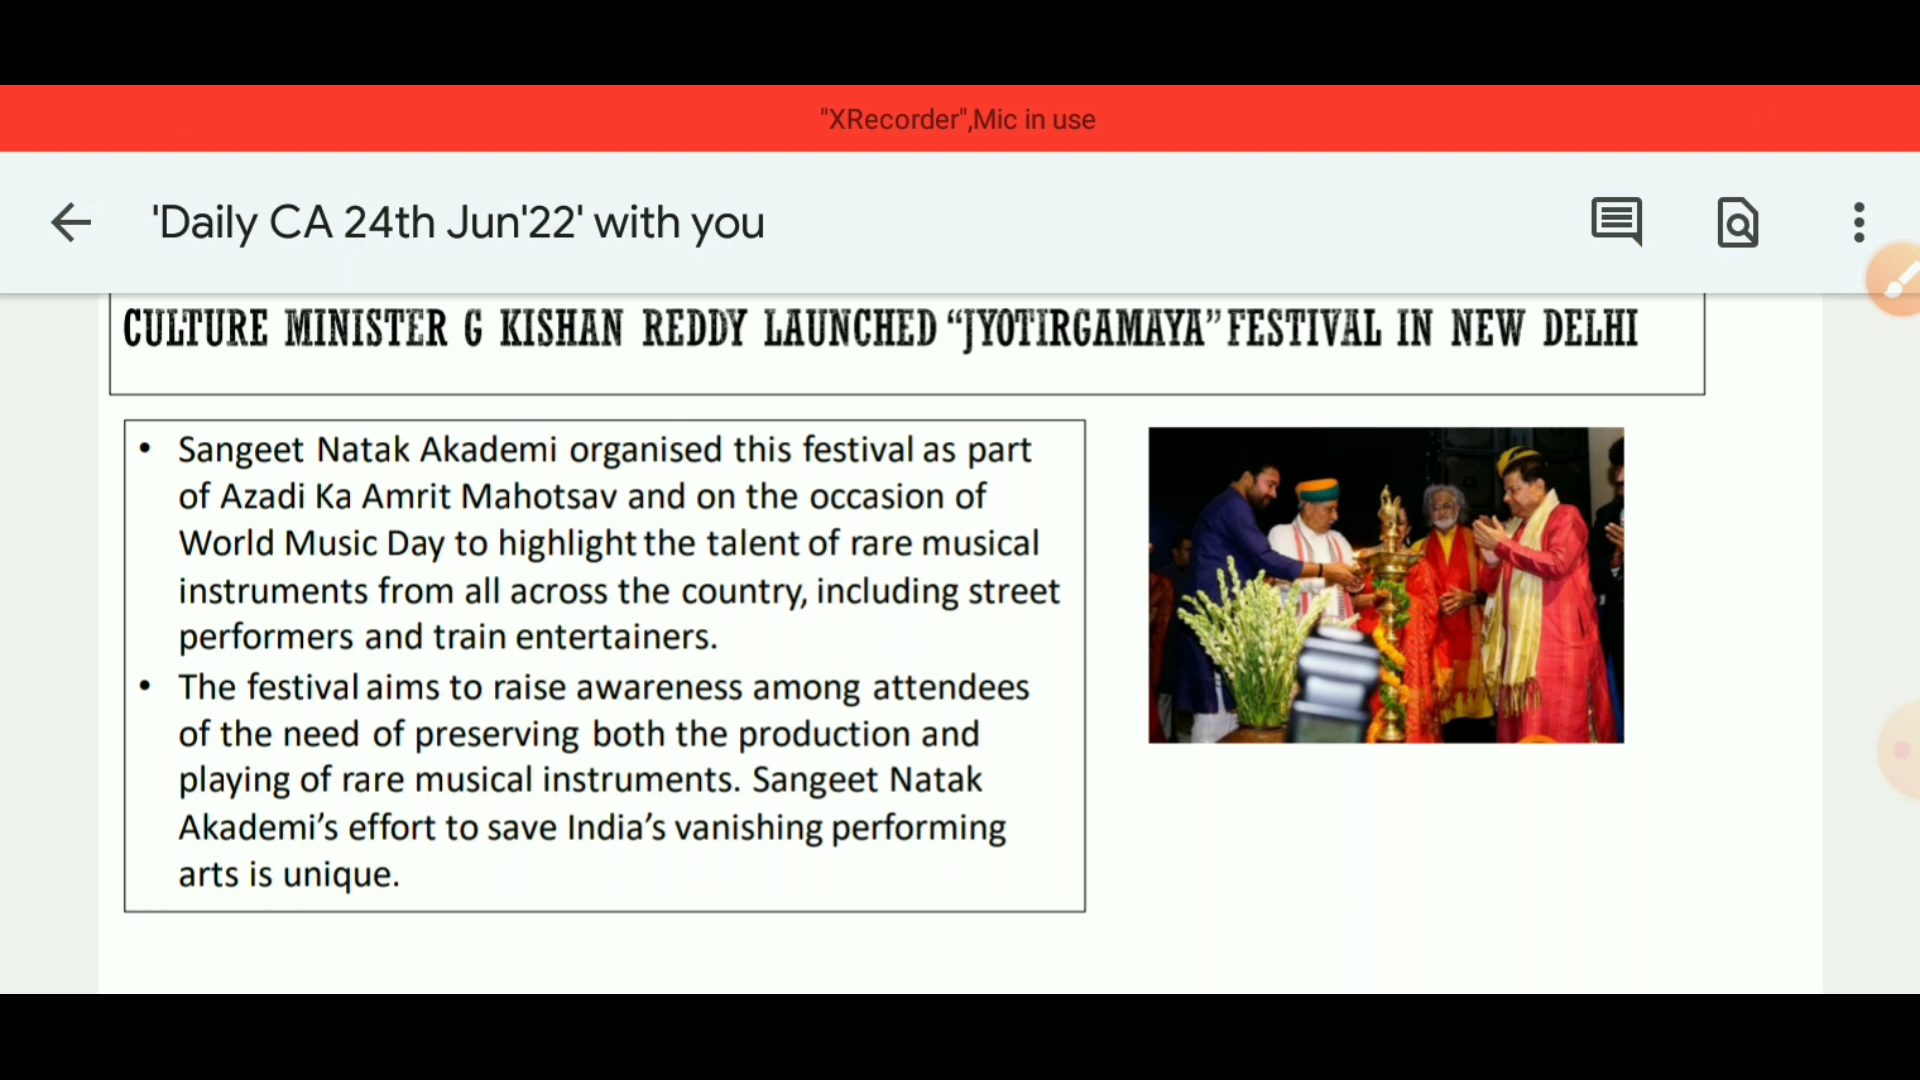 "XRecorder",Mic in use
'Daily CA 24th Jun'22' with you
CULTURE MINISTER G KISHAN REDDY LAUNCHED “JYOTIRGAMAYA” FESTIVAL IN NEW DELHI
• Sangeet Natak Akademi organised this festival as part
of Azadi Ka Amrit Mahotsav and on the occasion of
World Music Day to highlight the talent of rare musical
instruments from all across the country, including street
performers and train entertainers.
• The festival aims to raise awareness among attendees
of the need of preserving both the production and
playing of rare musical instruments. Sangeet Natak
Akademi’s effort to save India’s vanishing performing
arts is unique.